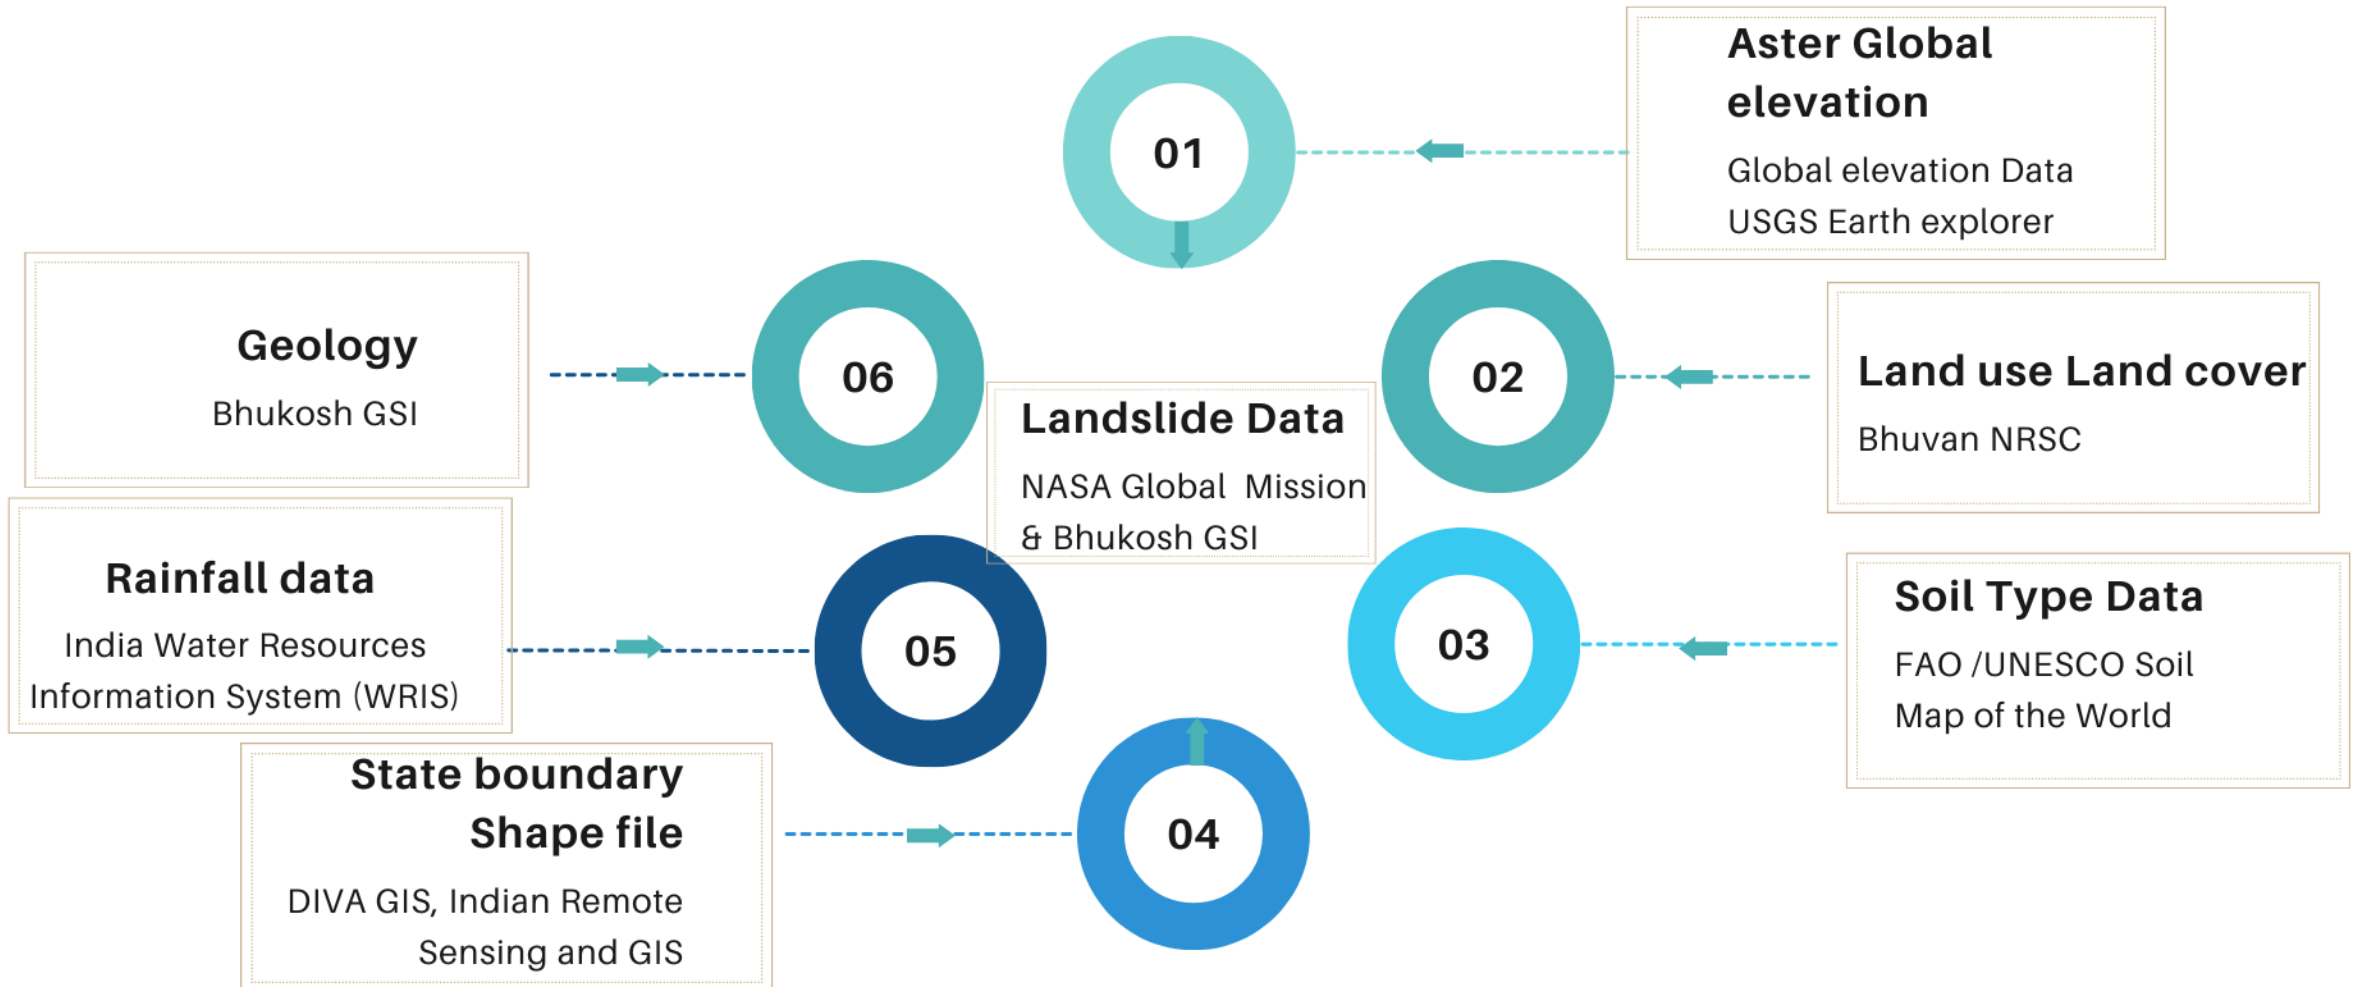 01
Aster Global
elevation
Global elevation Data
USGS Earth explorer
02
Land use Land cover
Bhuvan NRSC
03
Soil Type Data
FAO /UNESCO Soil
Map of the World
04
State boundary
Shape file
DIVA GIS, Indian Remote
Sensing and GIS
05
Rainfall data
India Water Resources
Information System (WRIS)
06
Geology
Bhukosh GSI
Landslide Data
NASA Global Mission
& Bhukosh GSI